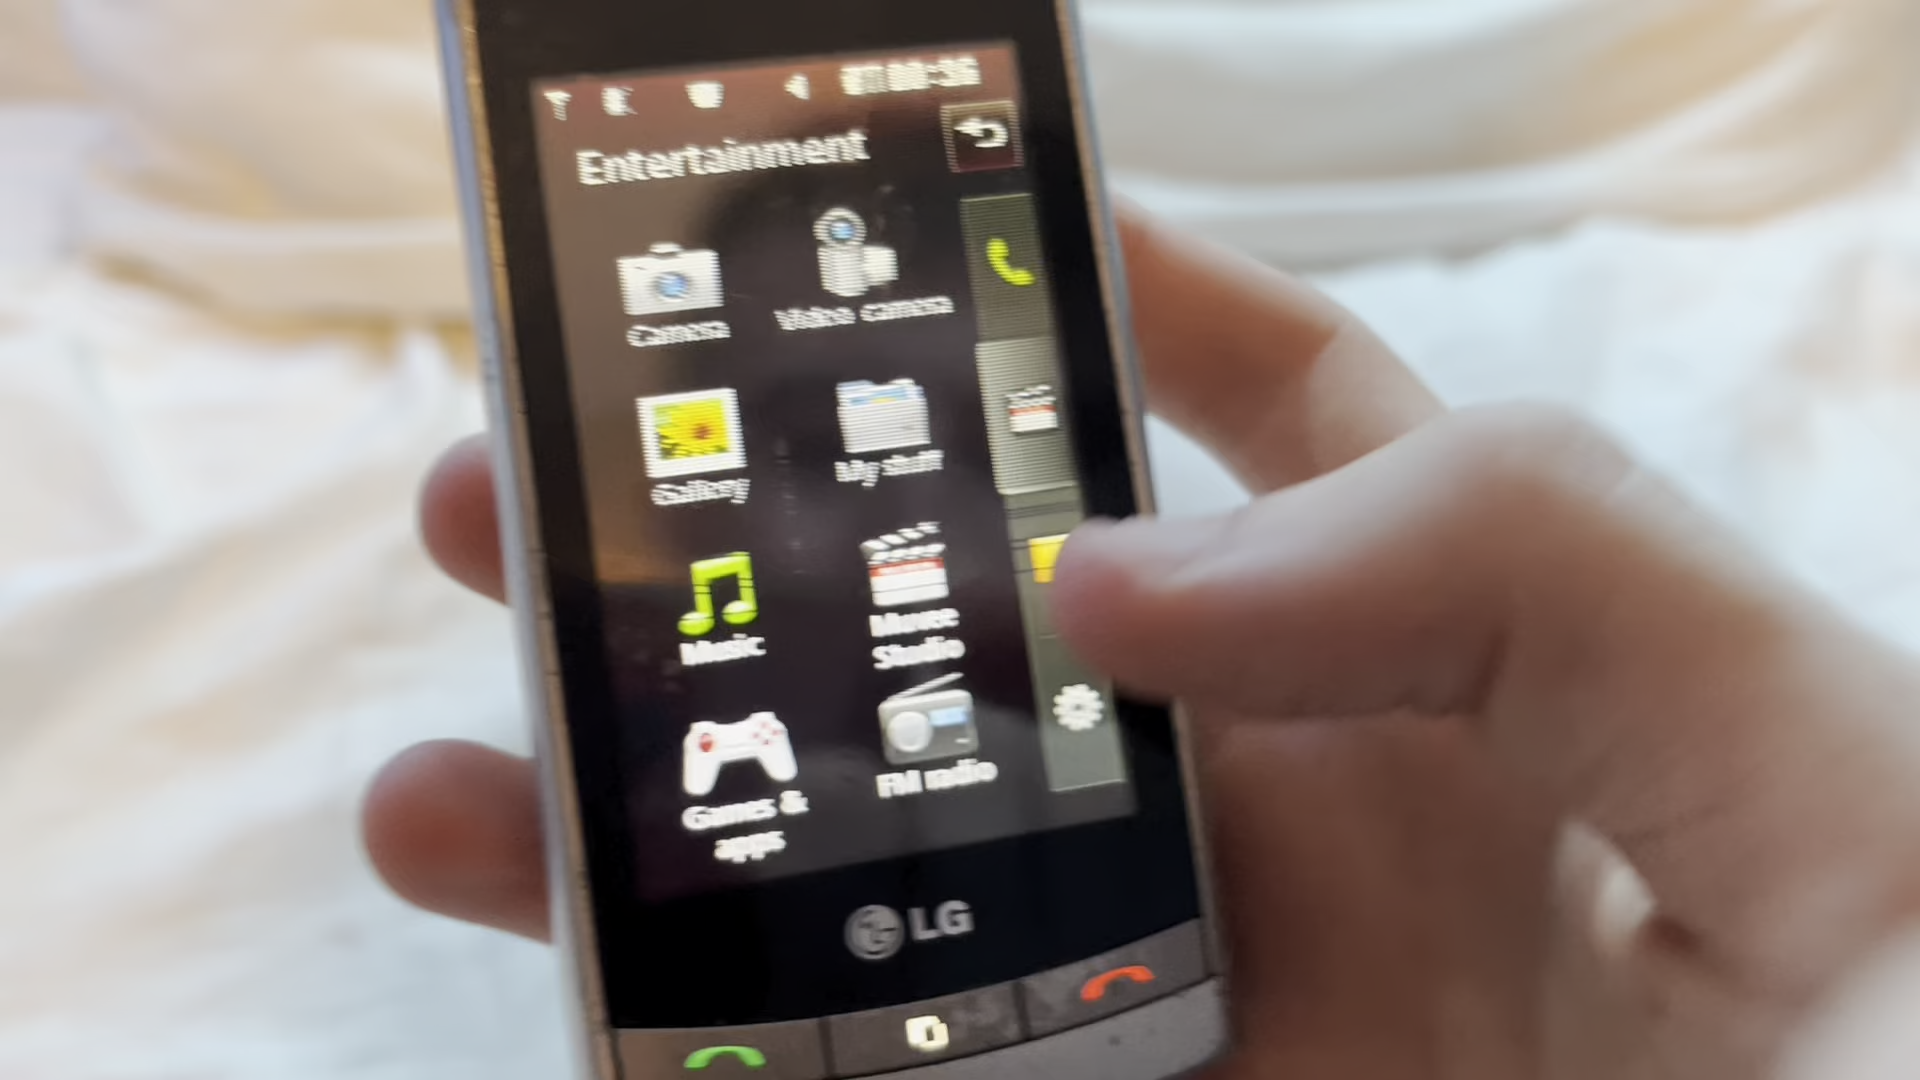 Entertainment
Camera
Video camera
Gallery
My stuff
Music
Muvee
Studio
Games &
apps
FM radio
LG